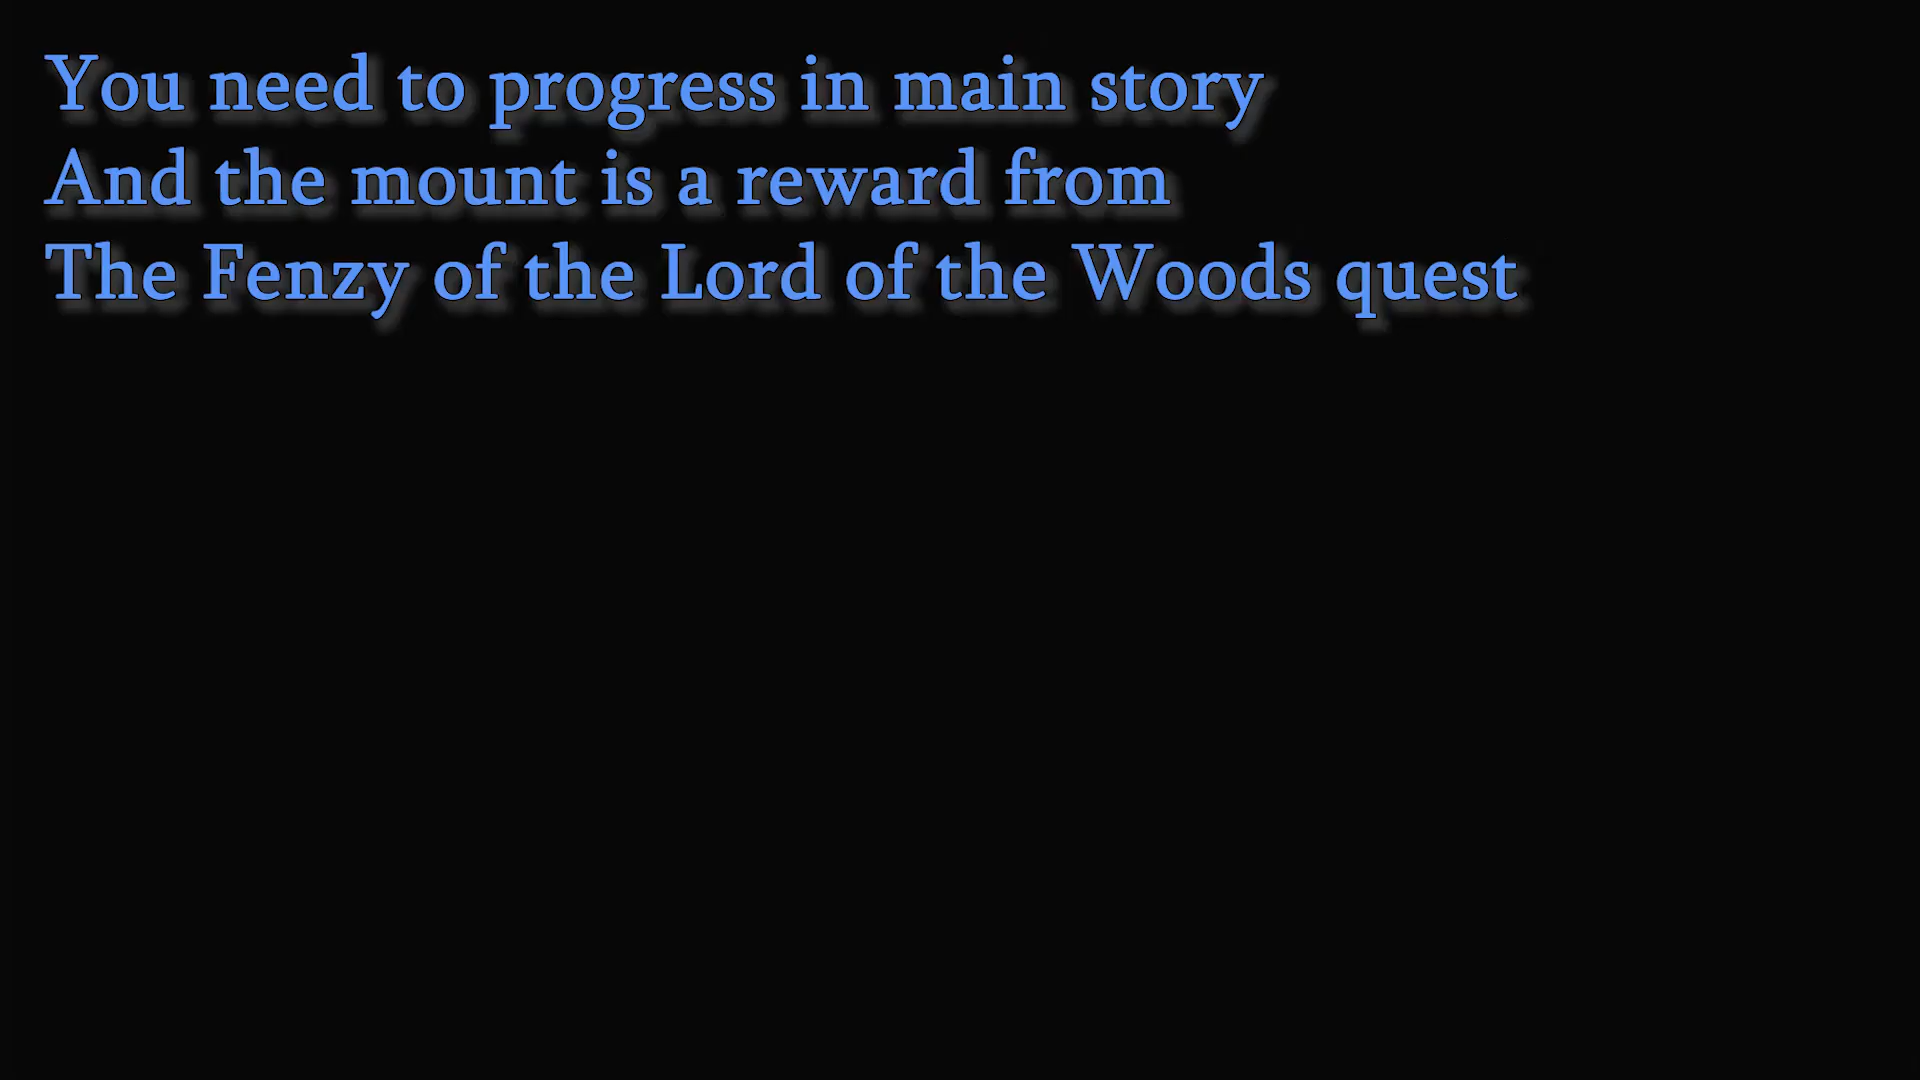 You need to progress in main story
And the mount is a reward from
The Fenzy of the Lord of the Woods quest